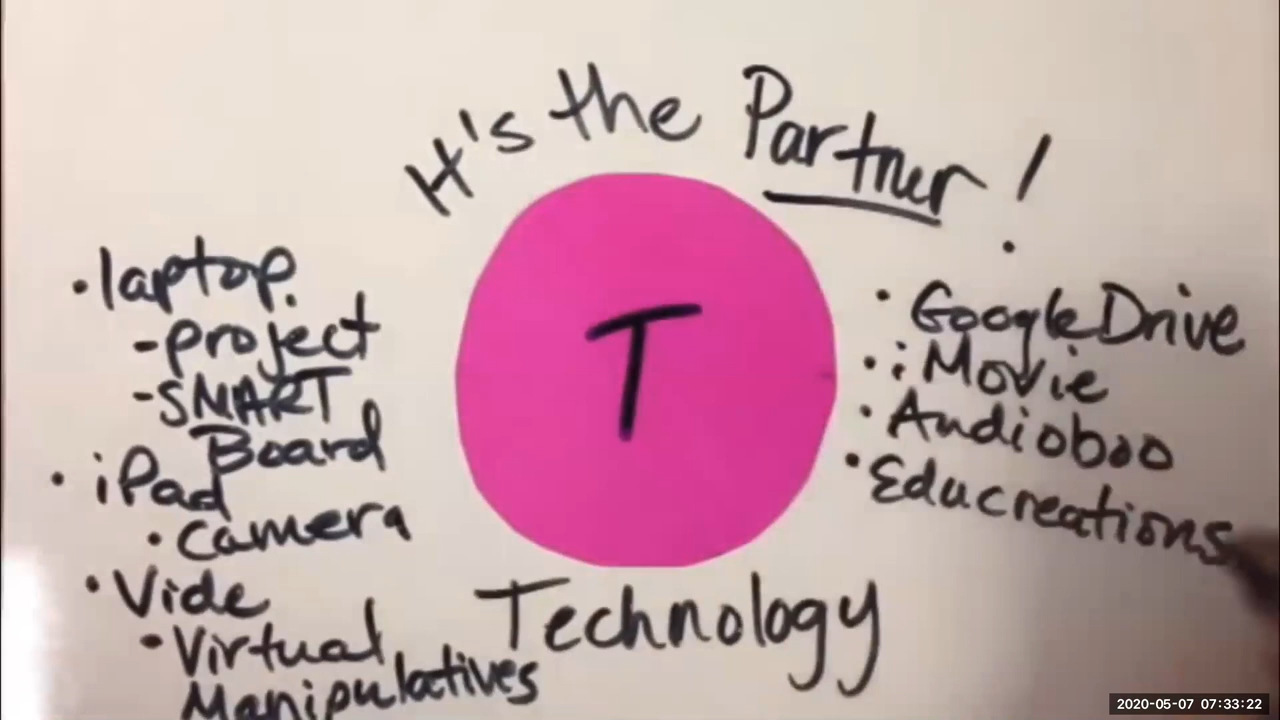 It's the Partner!
• laptop.
- project
- SMART
Board
• iPad
• camera
• Vide
• Virtual
Manipulatives
T
Technology
• Google Drive
• iMovie
• Audioboo
• Educreations
2020-05-07 07:33:22